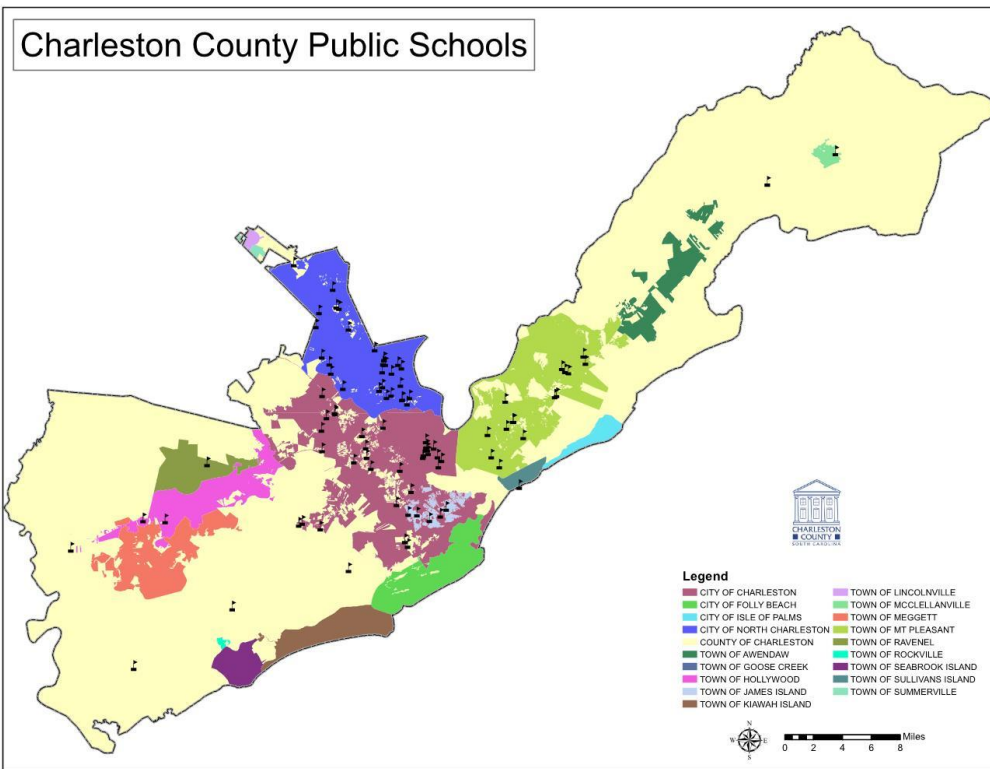 Charleston County Public Schools
CHARLESTON
COUNTY
SOUTH CAROLINA
Legend
CITY OF CHARLESTON
CITY OF FOLLY BEACH
CITY OF ISLE OF PALMS
CITY OF NORTH CHARLESTON
COUNTY OF CHARLESTON
TOWN OF AWENDAW
TOWN OF GOOSE CREEK
TOWN OF HOLLYWOOD
TOWN OF JAMES ISLAND
TOWN OF KIAWAH ISLAND
TOWN OF LINCOLNVILLE
TOWN OF MCCLELLANVILLE
TOWN OF MEGGETT
TOWN OF MT PLEASANT
TOWN OF RAVENEL
TOWN OF ROCKVILLE
TOWN OF SEABROOK ISLAND
TOWN OF SULLIVANS ISLAND
TOWN OF SUMMERVILLE
N
W E
S
Miles
0 2 4 6 8